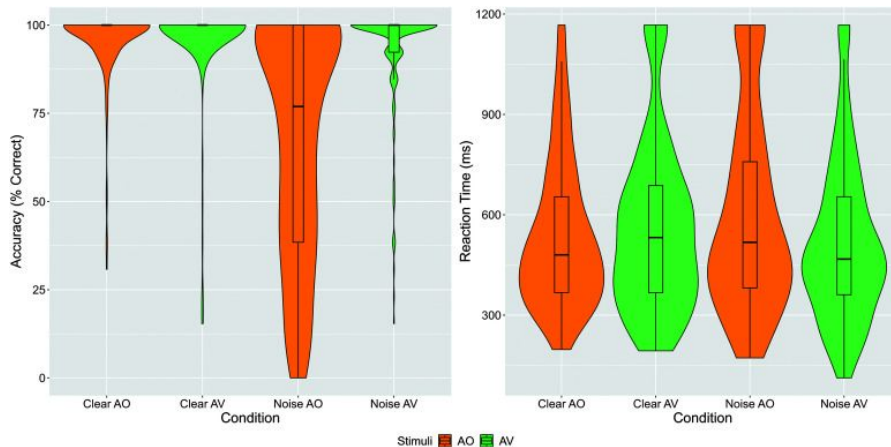 100
75
50
25
0
Accuracy (% Correct)
Clear AO
Clear AV
Noise AO
Noise AV
Condition
1200
900
600
300
Reaction Time (ms)
Clear AO
Clear AV
Noise AO
Noise AV
Condition
Stimuli AO AV